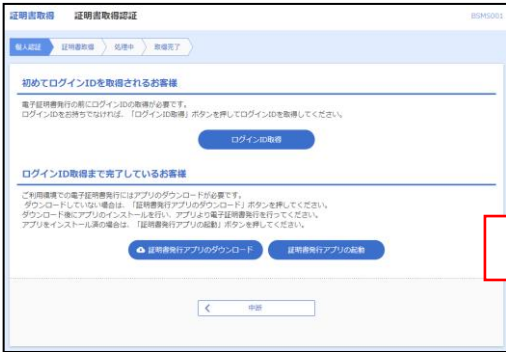 証明書取得 証明書取得認証 BSMS001
個人認証 証明書取得 処理中 取得完了
初めてログインIDを取得されるお客様
電子証明書発行の前にログインIDの取得が必要です。
ログインIDをお持ちでなければ、「ログインID取得」ボタンを押してログインIDを取得してください。
ログインID取得
ログインID取得まで完了しているお客様
ご利用環境での電子証明書発行にはアプリのダウンロードが必要です。
ダウンロードしていない場合は、「証明書発行アプリのダウンロード」ボタンを押してください。
ダウンロード後にアプリのインストールを行い、アプリより電子証明書発行を行ってください。
アプリをインストール済の場合は、「証明書発行アプリの起動」ボタンを押してください。
証明書発行アプリのダウンロード 証明書発行アプリの起動
中断